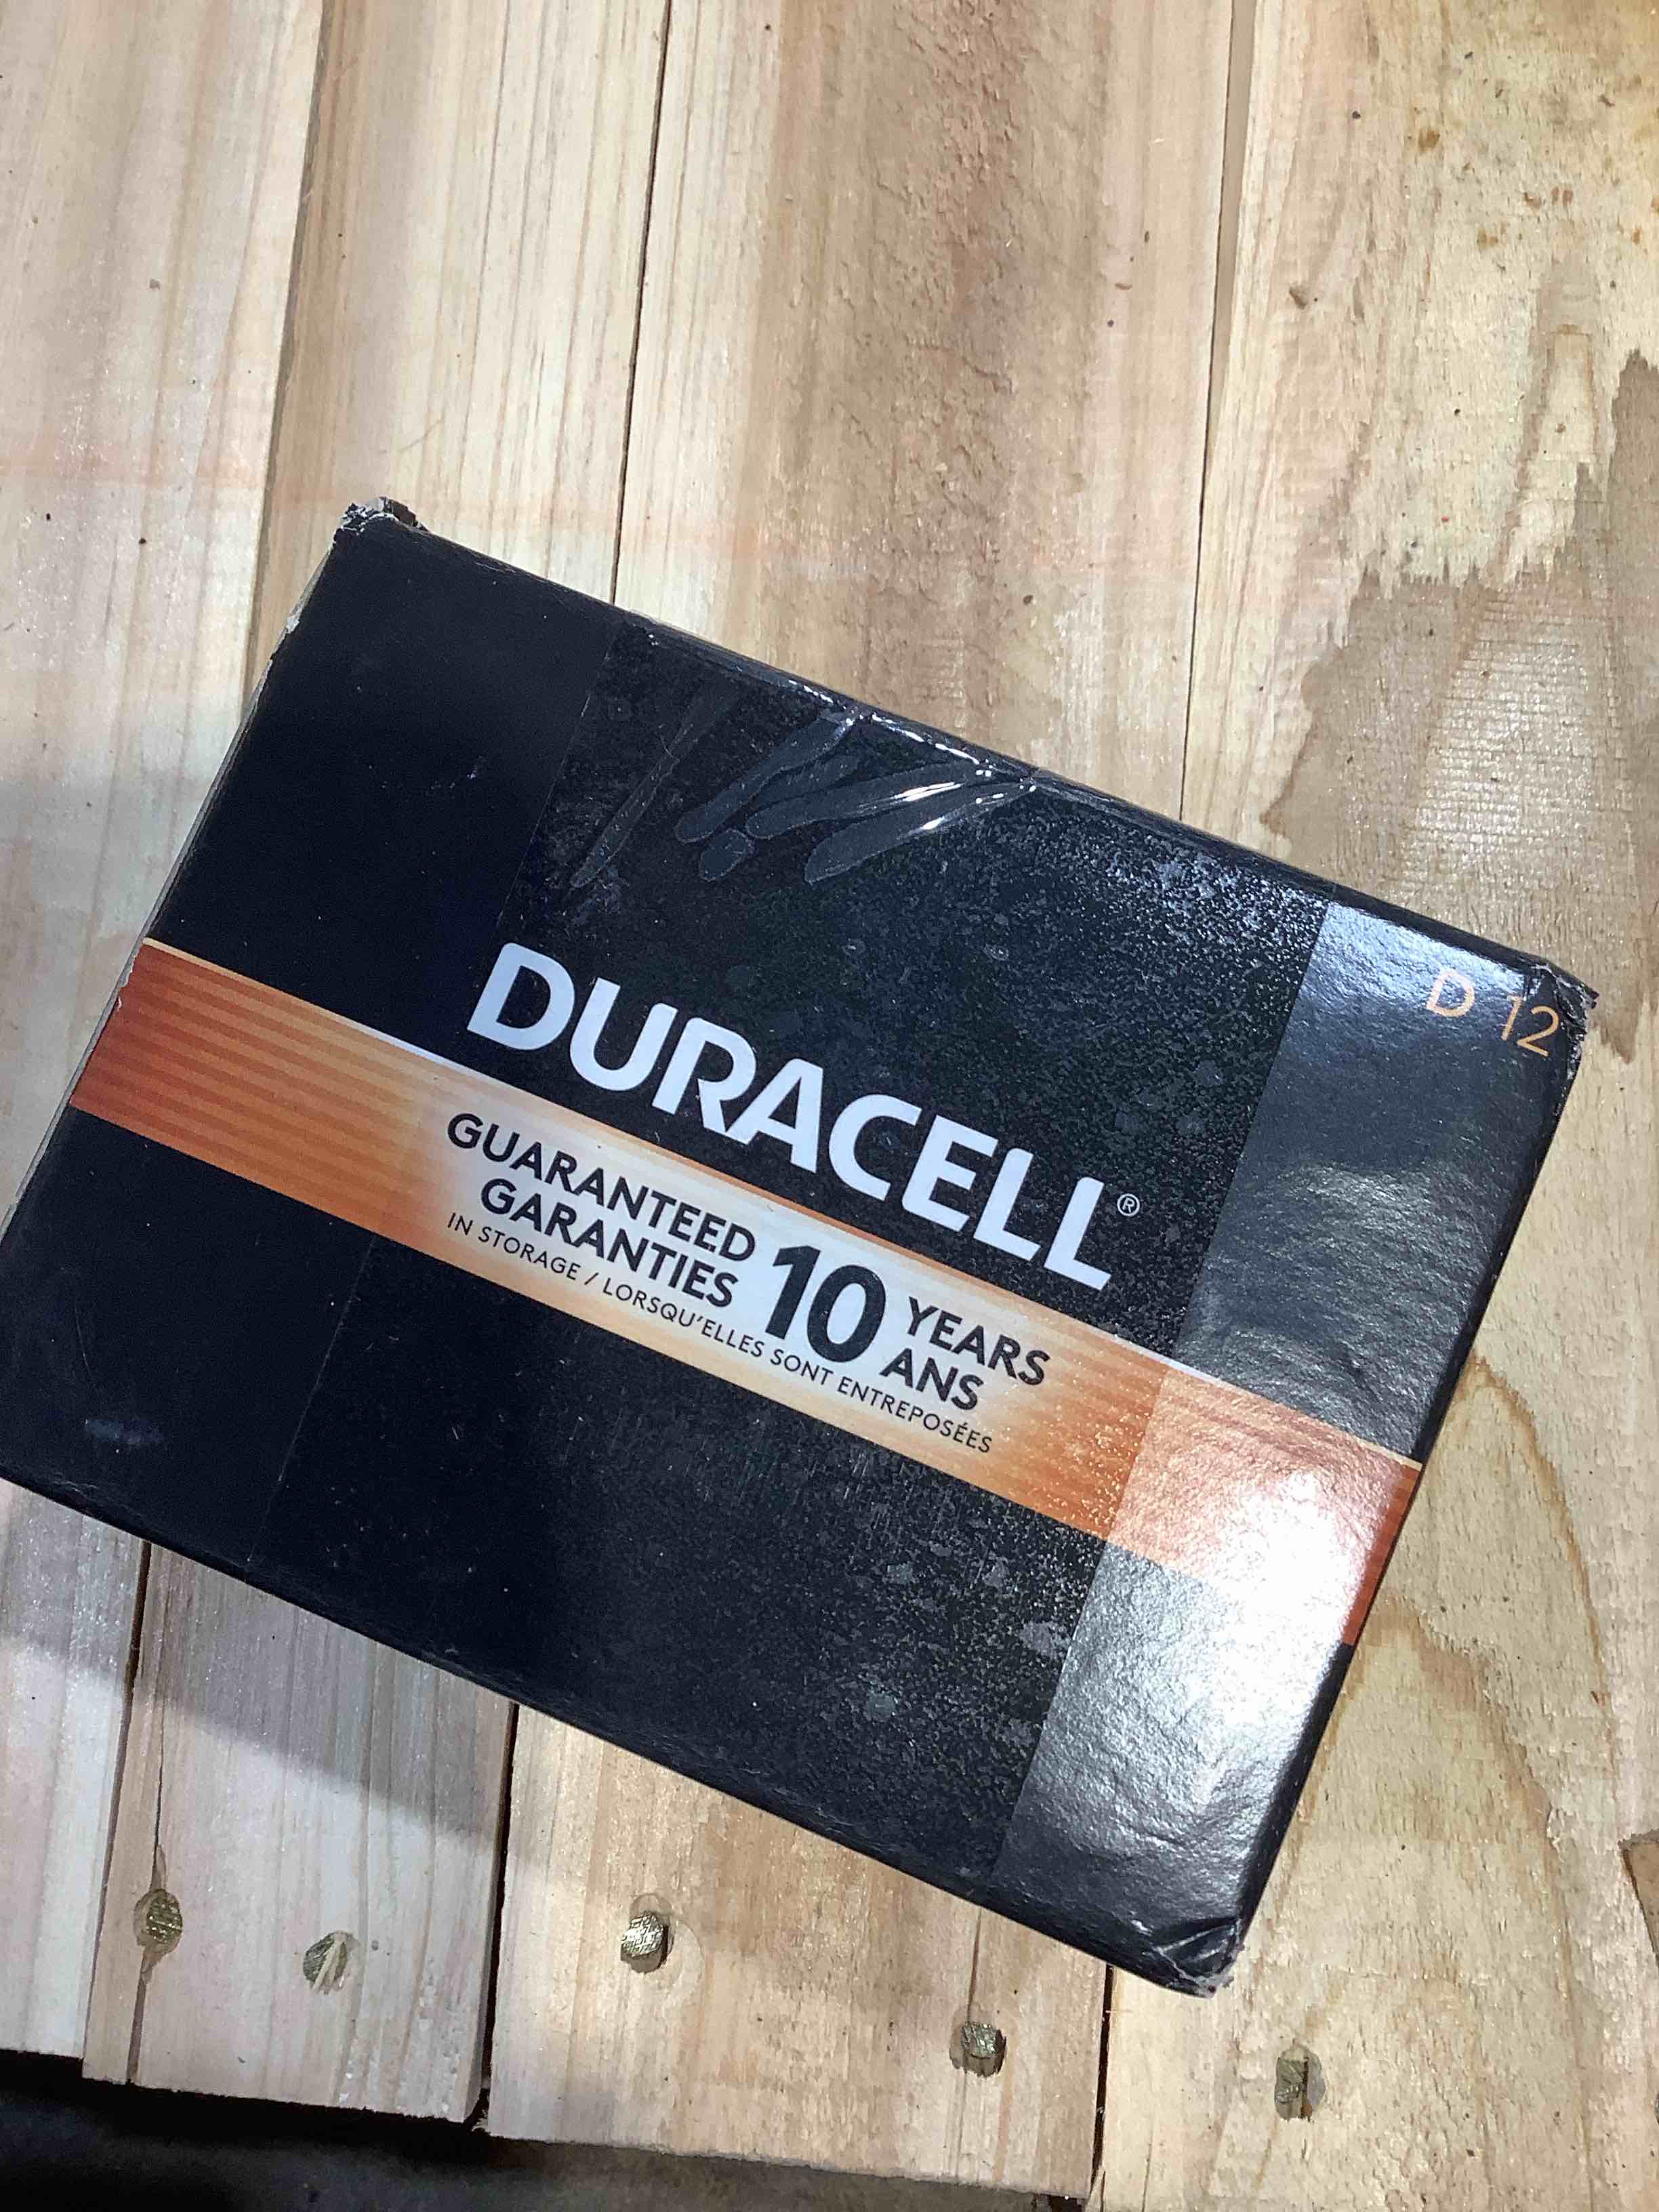 D 12
DURACELL®
GUARANTEED
GARANTIES
10
YEARS
ANS
IN STORAGE / LORSQU'ELLES SONT ENTREPOSÉES